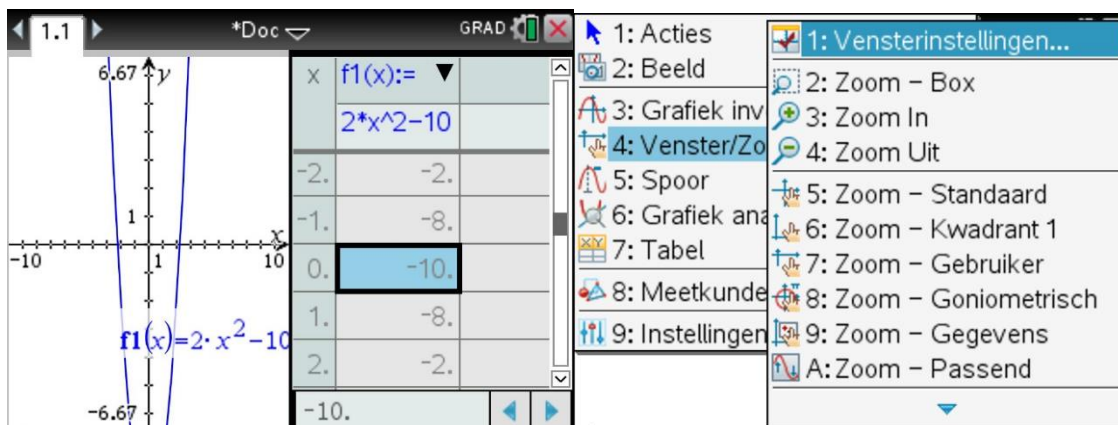 1.1 *Doc GRAD
6.67 y
1
x
-10 1 10
f1(x)=2·x^2-10
-6.67
x f1(x):= ▼
2*x^2-10
-2. -2.
-1. -8.
0. -10.
1. -8.
2. -2.
-10.
1: Acties
2: Beeld
3: Grafiek inv
4: Venster/Zo
5: Spoor
6: Grafiek ana
7: Tabel
8: Meetkunde
9: Instellingen
1: Vensterinstellingen...
2: Zoom – Box
3: Zoom In
4: Zoom Uit
5: Zoom – Standaard
6: Zoom – Kwadrant 1
7: Zoom – Gebruiker
8: Zoom – Goniometrisch
9: Zoom – Gegevens
A: Zoom – Passend